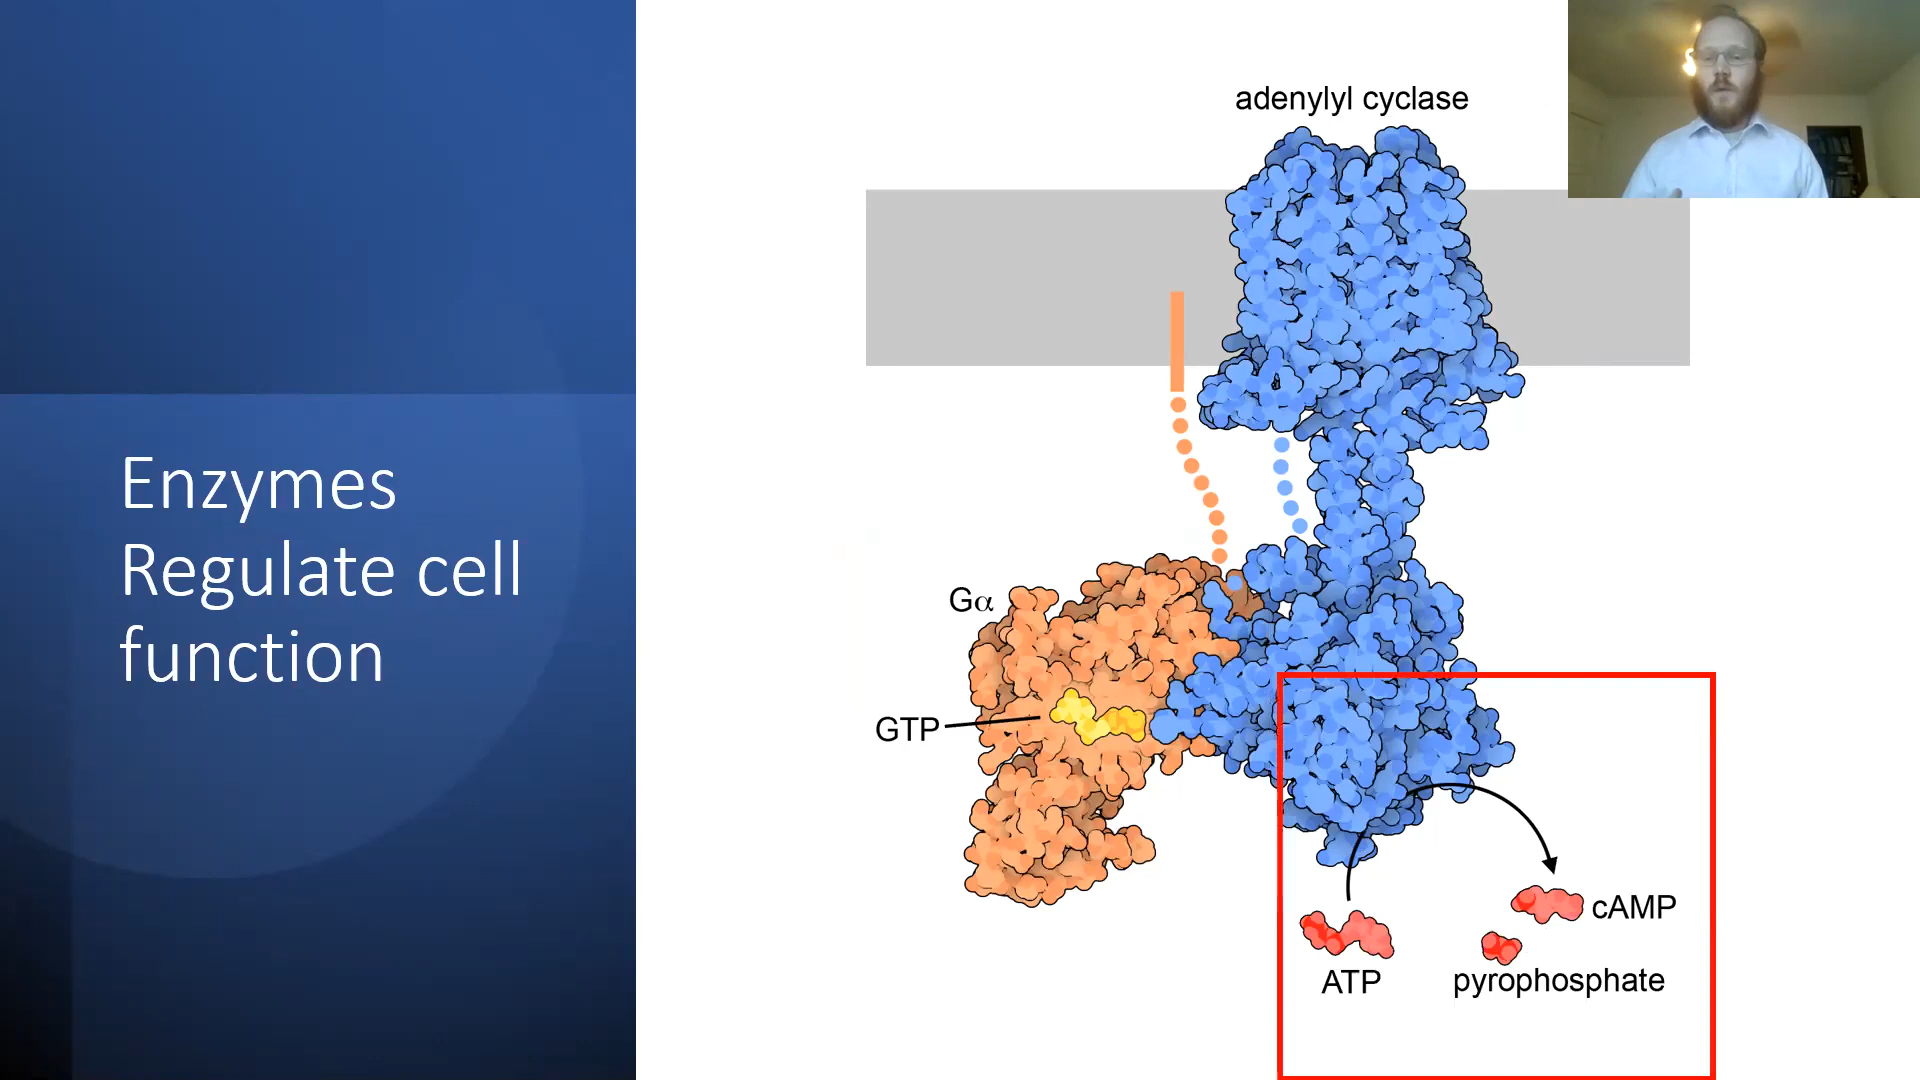 Enzymes
Regulate cell
function
adenylyl cyclase
Gα
GTP
cAMP
ATP
pyrophosphate